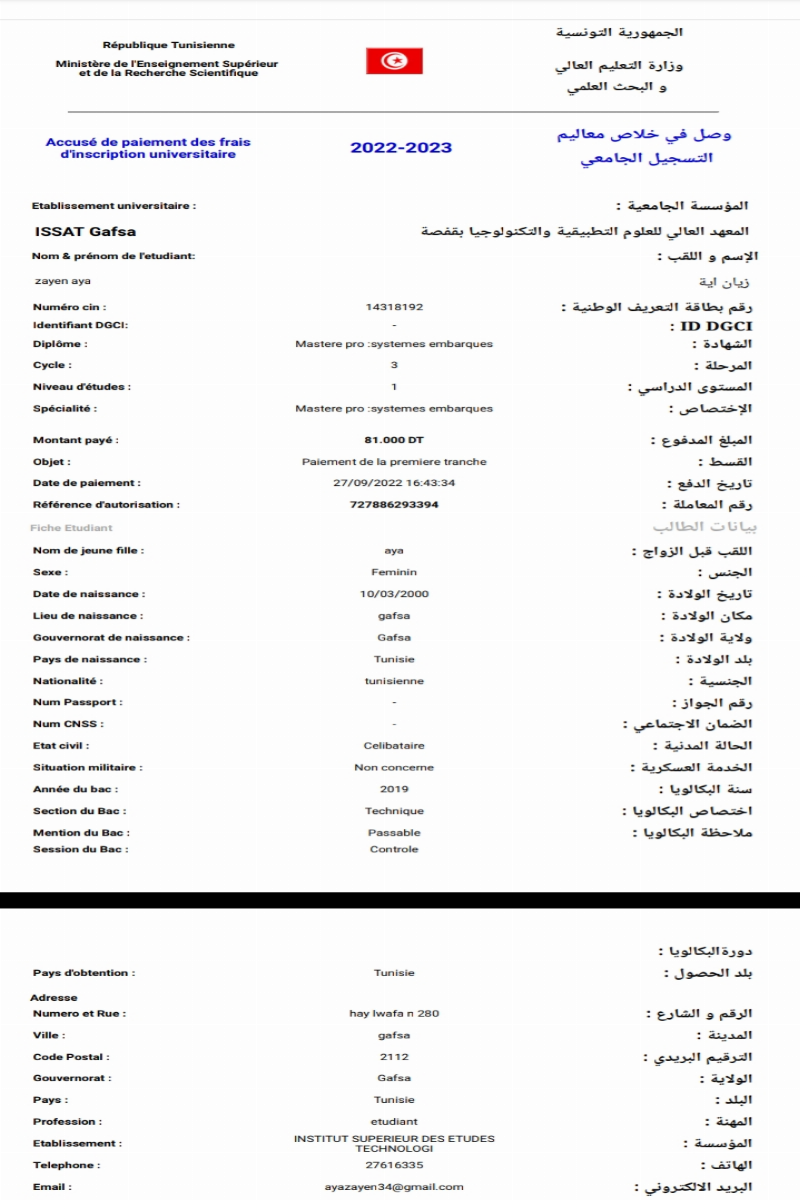 République Tunisienne
الجمهورية التونسية
Ministère de l'Enseignement Supérieur
et de la Recherche Scientifique
وزارة التعليم العالي
و البحث العلمي
Accusé de paiement des frais
d'inscription universitaire
2022-2023
وصل في خلاص معاليم
التسجيل الجامعي
Etablissement universitaire : المؤسسة الجامعية :
ISSAT Gafsa المعهد العالي للعلوم التطبيقية والتكنولوجيا بقفصة
Nom & prénom de l'etudiant: الإسم و اللقب :
zayen aya زيان اية
Numéro cin : 14318192 رقم بطاقة التعريف الوطنية :
Identifiant DGCI: - ID DGCI :
Diplôme : Mastere pro :systemes embarques الشهادة :
Cycle : 3 المرحلة :
Niveau d'études : 1 المستوى الدراسي :
Spécialité : Mastere pro :systemes embarques الإختصاص :
Montant payé : 81.000 DT المبلغ المدفوع :
Objet : Paiement de la premiere tranche القسط :
Date de paiement : 27/09/2022 16:43:34 تاريخ الدفع :
Référence d'autorisation : 727886293394 رقم المعاملة :
Fiche Etudiant بيانات الطالب
Nom de jeune fille : aya اللقب قبل الزواج :
Sexe : Feminin الجنس :
Date de naissance : 10/03/2000 تاريخ الولادة :
Lieu de naissance : gafsa مكان الولادة :
Gouvernorat de naissance : Gafsa ولاية الولادة :
Pays de naissance : Tunisie بلد الولادة :
Nationalité : tunisienne الجنسية :
Num Passport : - رقم الجواز :
Num CNSS : - الضمان الاجتماعي :
Etat civil : Celibataire الحالة المدنية :
Situation militaire : Non concerne الخدمة العسكرية :
Année du bac : 2019 سنة البكالويا :
Section du Bac : Technique اختصاص البكالويا :
Mention du Bac : Passable ملاحظة البكالويا :
Session du Bac : Controle
دورة البكالويا :
Pays d'obtention : Tunisie بلد الحصول :
Adresse
Numero et Rue : hay lwafa n 280 الرقم و الشارع :
Ville : gafsa المدينة :
Code Postal : 2112 الترقيم البريدي :
Gouvernorat : Gafsa الولاية :
Pays : Tunisie البلد :
Profession : etudiant المهنة :
Etablissement : INSTITUT SUPERIEUR DES ETUDES
TECHNOLOGI المؤسسة :
Telephone : 27616335 الهاتف :
Email : ayazayen34@gmail.com البريد الالكتروني :